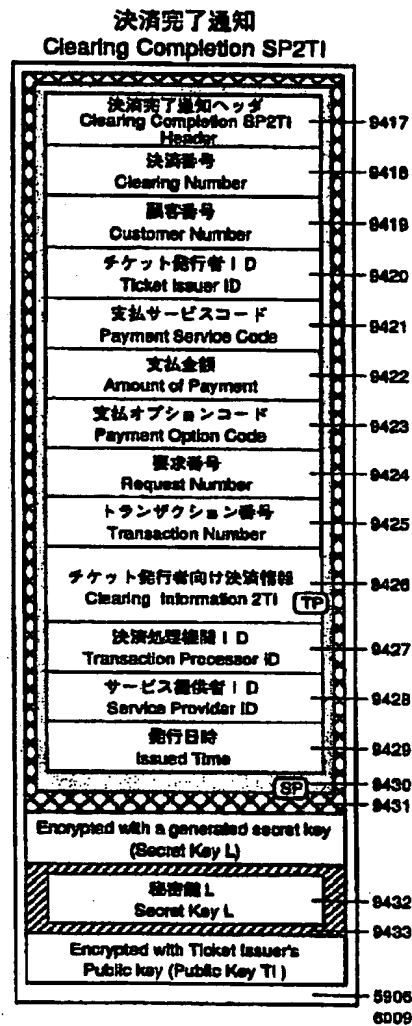 決済完了通知
Clearing Completion SP2TI
決済完了通知ヘッダ
Clearing Completion SP2TI
Header
9417
決済番号
Clearing Number
9418
顧客番号
Customer Number
9419
チケット発行者ID
Ticket Issuer ID
9420
支払サービスコード
Payment Service Code
9421
支払金額
Amount of Payment
9422
支払オプションコード
Payment Option Code
9423
要求番号
Request Number
9424
トランザクション番号
Transaction Number
9425
チケット発行者向け決済情報
Clearing Information 2TI
TP
9426
決済処理機関ID
Transaction Processor ID
9427
サービス提供者ID
Service Provider ID
9428
発行日時
Issued Time
9429
SP
9430
9431
Encrypted with a generated secret key
(Secret Key L)
秘密鍵L
Secret Key L
9432
9433
Encrypted with Ticket Issuer's
Public key (Public Key TI)
5906
6009